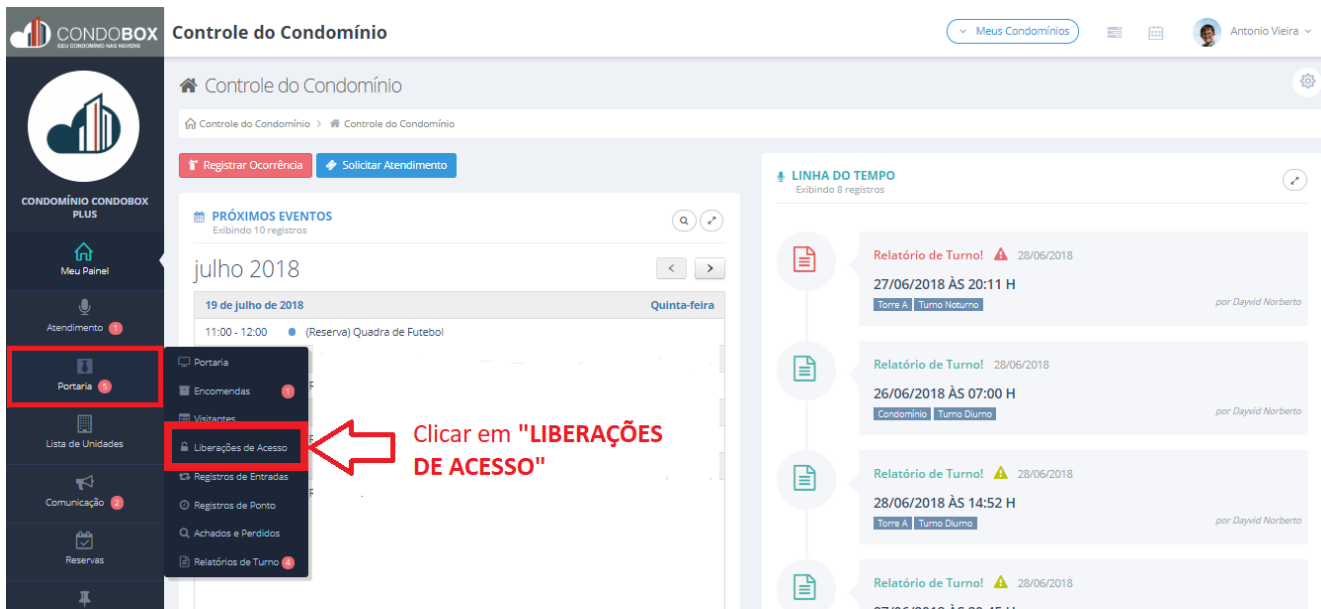 CONDOBOX
SEU CONDOMÍNIO NAS NUVENS
Controle do Condomínio
Meus Condomínios
Antonio Vieira
Controle do Condomínio
Controle do Condomínio > Controle do Condomínio
Registrar Ocorrência
Solicitar Atendimento
CONDOMÍNIO CONDOBOX
PLUS
Meu Painel
Atendimento 1
Portaria 5
Lista de Unidades
Comunicação 2
Reservas
PRÓXIMOS EVENTOS
Exibindo 10 registros
julho 2018
< >
19 de julho de 2018 Quinta-feira
11:00 - 12:00 (Reserva) Quadra de Futebol
Portaria
Encomendas 1
Visitantes
Liberações de Acesso
Registros de Entradas
Registros de Ponto
Achados e Perdidos
Relatórios de Turno 4
Clicar em "LIBERAÇÕES
DE ACESSO"
LINHA DO TEMPO
Exibindo 8 registros
Relatório de Turno! 28/06/2018
27/06/2018 ÀS 20:11 H
Torre A Turno Noturno
por Dayvid Norberto
Relatório de Turno! 28/06/2018
26/06/2018 ÀS 07:00 H
Condomínio Turno Diurno
por Dayvid Norberto
Relatório de Turno! 28/06/2018
28/06/2018 ÀS 14:52 H
Torre A Turno Diurno
por Dayvid Norberto
Relatório de Turno! 28/06/2018